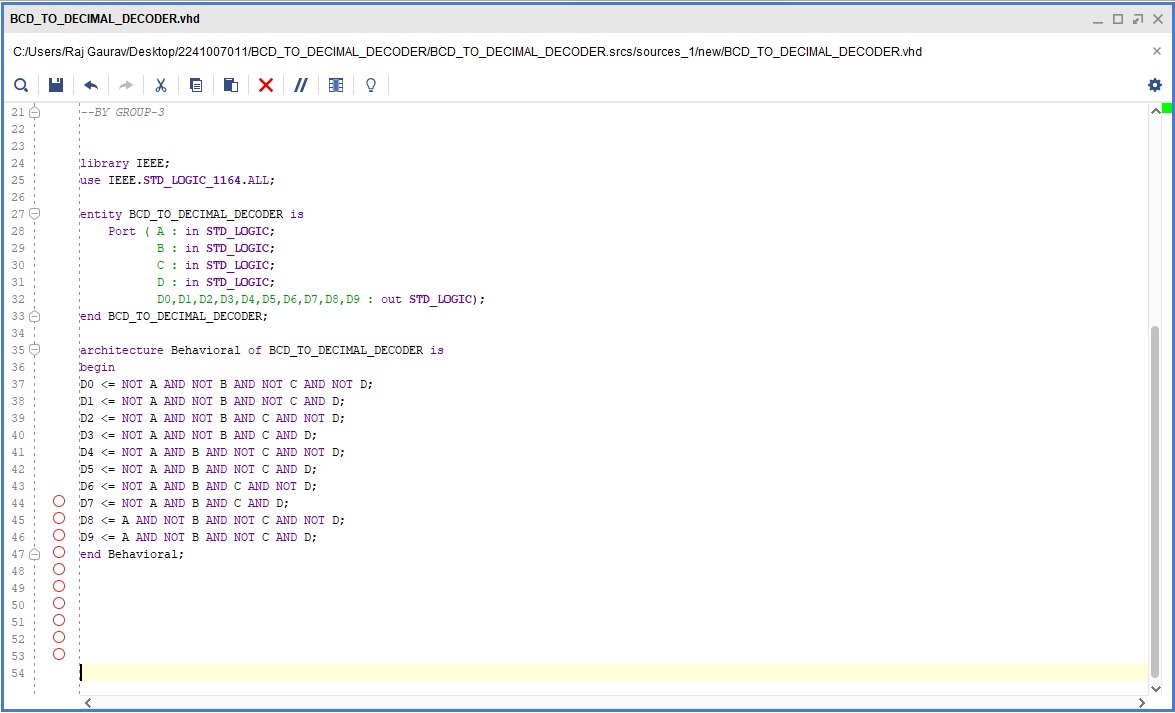 BCD_TO_DECIMAL_DECODER.vhd
C:/Users/Raj Gaurav/Desktop/2241007011/BCD_TO_DECIMAL_DECODER/BCD_TO_DECIMAL_DECODER.srcs/sources_1/new/BCD_TO_DECIMAL_DECODER.vhd
21 --BY GROUP-3
22
23
24 library IEEE;
25 use IEEE.STD_LOGIC_1164.ALL;
26
27 entity BCD_TO_DECIMAL_DECODER is
28     Port ( A : in STD_LOGIC;
29            B : in STD_LOGIC;
30            C : in STD_LOGIC;
31            D : in STD_LOGIC;
32            D0,D1,D2,D3,D4,D5,D6,D7,D8,D9 : out STD_LOGIC);
33 end BCD_TO_DECIMAL_DECODER;
34
35 architecture Behavioral of BCD_TO_DECIMAL_DECODER is
36 begin
37 D0 <= NOT A AND NOT B AND NOT C AND NOT D;
38 D1 <= NOT A AND NOT B AND NOT C AND D;
39 D2 <= NOT A AND NOT B AND C AND NOT D;
40 D3 <= NOT A AND NOT B AND C AND D;
41 D4 <= NOT A AND B AND NOT C AND NOT D;
42 D5 <= NOT A AND B AND NOT C AND D;
43 D6 <= NOT A AND B AND C AND NOT D;
44 D7 <= NOT A AND B AND C AND D;
45 D8 <= A AND NOT B AND NOT C AND NOT D;
46 D9 <= A AND NOT B AND NOT C AND D;
47 end Behavioral;
48
49
50
51
52
53
54